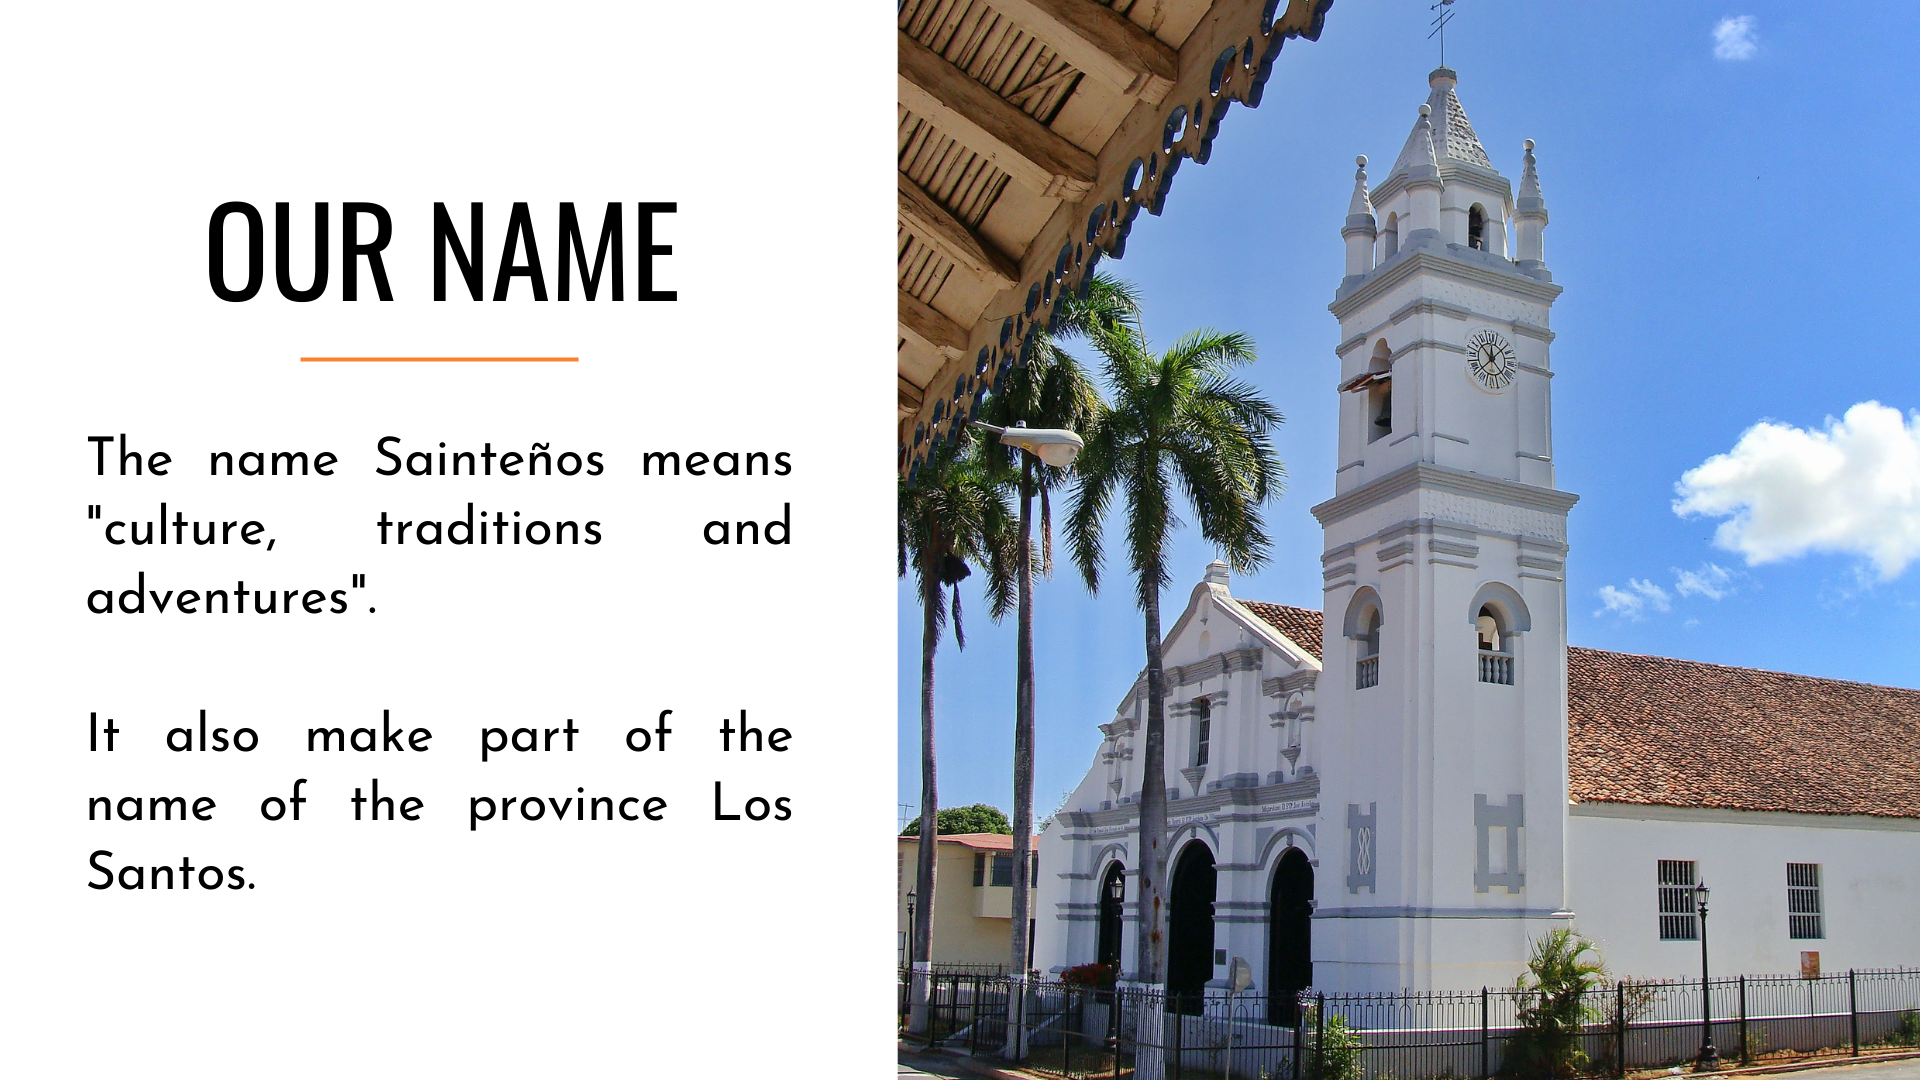 OUR NAME
The name Sainteños means
"culture, traditions and
adventures".
It also make part of the
name of the province Los
Santos.